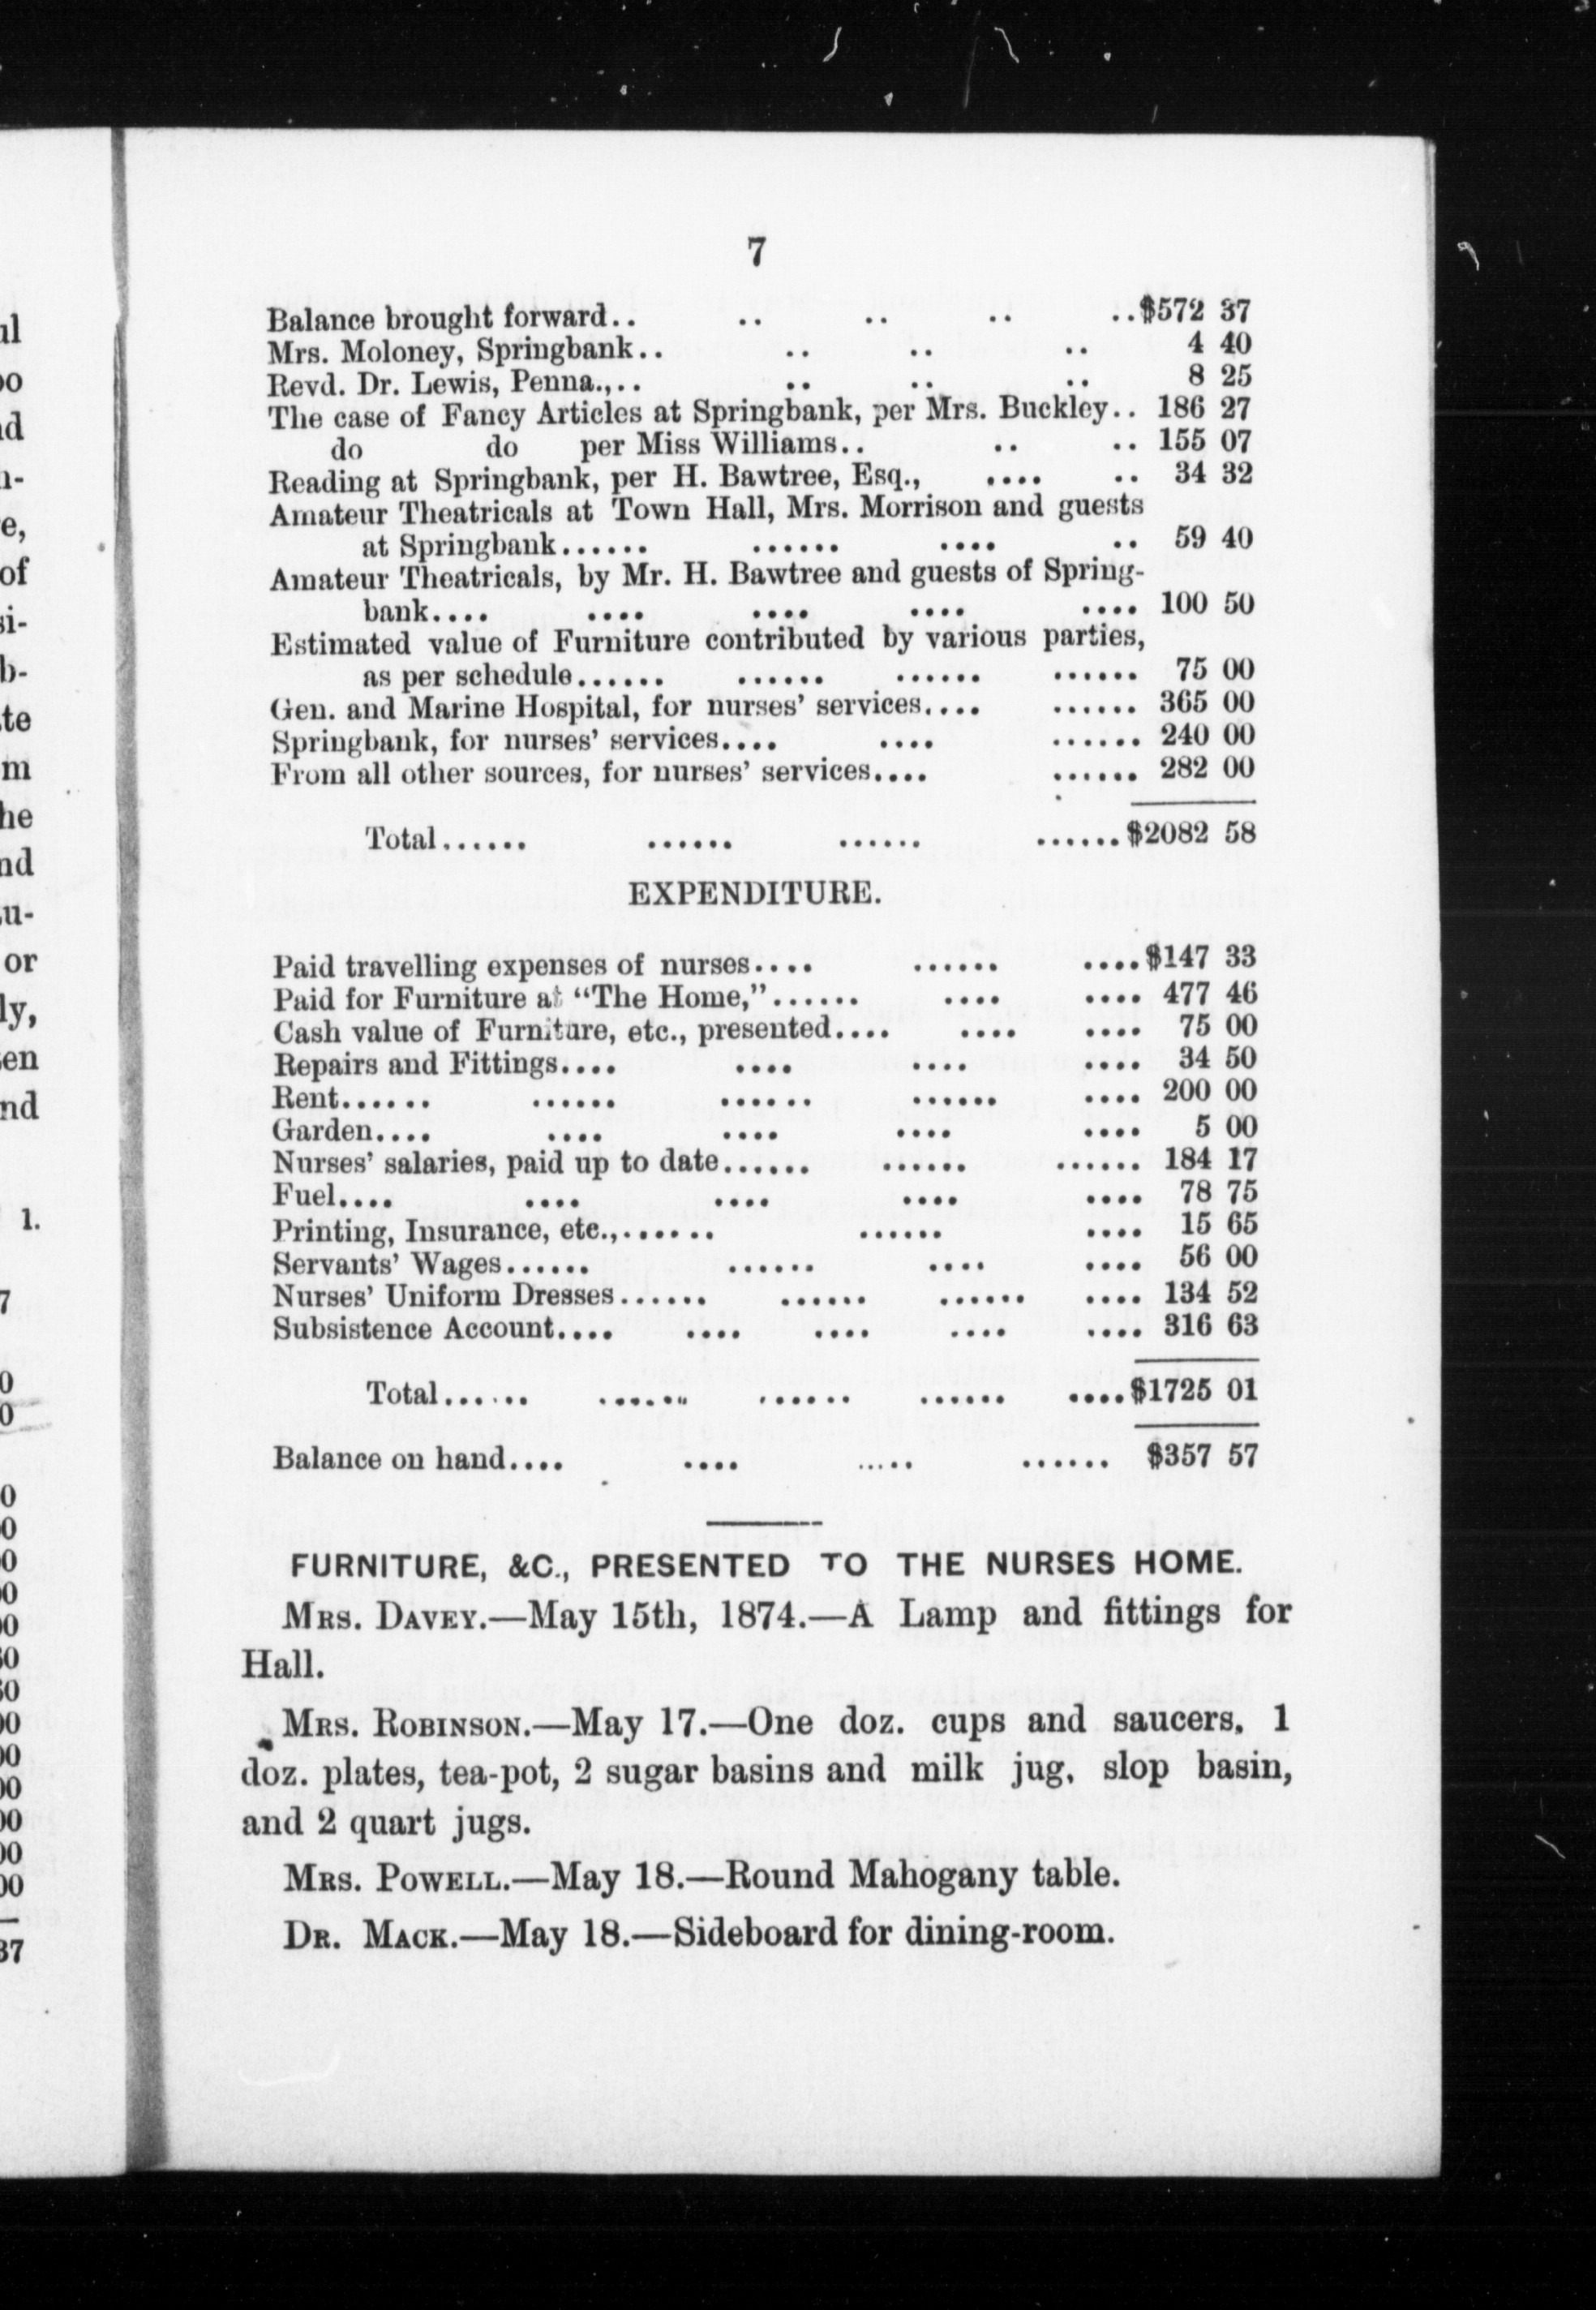 7
Balance brought forward.. .. .. .. ..$572 37
Mrs. Moloney, Springbank.. .. .. .. 4 40
Revd. Dr. Lewis, Penna.,.. .. .. .. 8 25
The case of Fancy Articles at Springbank, per Mrs. Buckley.. 186 27
do do per Miss Williams.. .. .. 155 07
Reading at Springbank, per H. Bawtree, Esq., .... .. 34 32
Amateur Theatricals at Town Hall, Mrs. Morrison and guests
at Springbank...... ...... .... .. 59 40
Amateur Theatricals, by Mr. H. Bawtree and guests of Spring-
bank.... .... .... .... .... 100 50
Estimated value of Furniture contributed by various parties,
as per schedule...... ...... ...... ...... 75 00
Gen. and Marine Hospital, for nurses' services.... ...... 365 00
Springbank, for nurses' services.... .... ...... 240 00
From all other sources, for nurses' services.... ...... 282 00
Total...... ...... ...... ......$2082 58
EXPENDITURE.
Paid travelling expenses of nurses.... ...... ....$147 33
Paid for Furniture at "The Home,"...... .... .... 477 46
Cash value of Furniture, etc., presented.... .... .... 75 00
Repairs and Fittings.... .... .... .... 34 50
Rent...... ...... ...... ...... .... 200 00
Garden.... .... .... .... .... 5 00
Nurses' salaries, paid up to date...... ...... ...... 184 17
Fuel.... .... .... .... .... 78 75
Printing, Insurance, etc.,...... ...... .... 15 65
Servants' Wages...... ...... .... .... 56 00
Nurses' Uniform Dresses...... ...... ...... .... 134 52
Subsistence Account.... .... .... .... .... 316 63
Total...... ...... ...... ...... ....$1725 01
Balance on hand.... .... ..... ...... $357 57
FURNITURE, &C., PRESENTED TO THE NURSES HOME.
MRS. DAVEY.—May 15th, 1874.—A Lamp and fittings for
Hall.
MRS. ROBINSON.—May 17.—One doz. cups and saucers, 1
doz. plates, tea-pot, 2 sugar basins and milk jug, slop basin,
and 2 quart jugs.
MRS. POWELL.—May 18.—Round Mahogany table.
DR. MACK.—May 18.—Sideboard for dining-room.